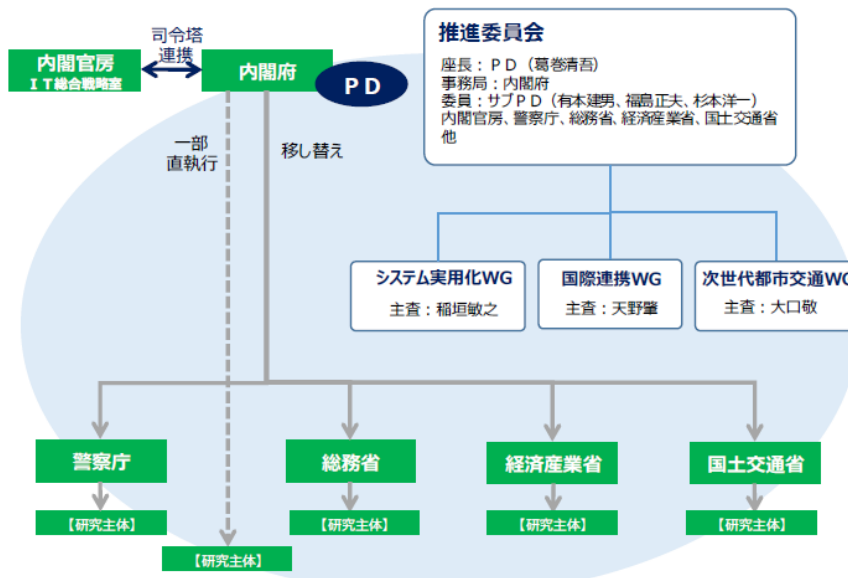 司令塔
連携
内閣官房
IT総合戦略室
内閣府
PD
推進委員会
座長：PD（葛巻清吾）
事務局：内閣府
委員：サブPD（有本建男、福島正夫、杉本洋一）
内閣官房、警察庁、総務省、経済産業省、国土交通省
他
一部
直執行
移し替え
システム実用化WG
主査：稲垣敏之
国際連携WG
主査：天野肇
次世代都市交通WG
主査：大口敬
警察庁
総務省
経済産業省
国土交通省
【研究主体】
【研究主体】
【研究主体】
【研究主体】
【研究主体】